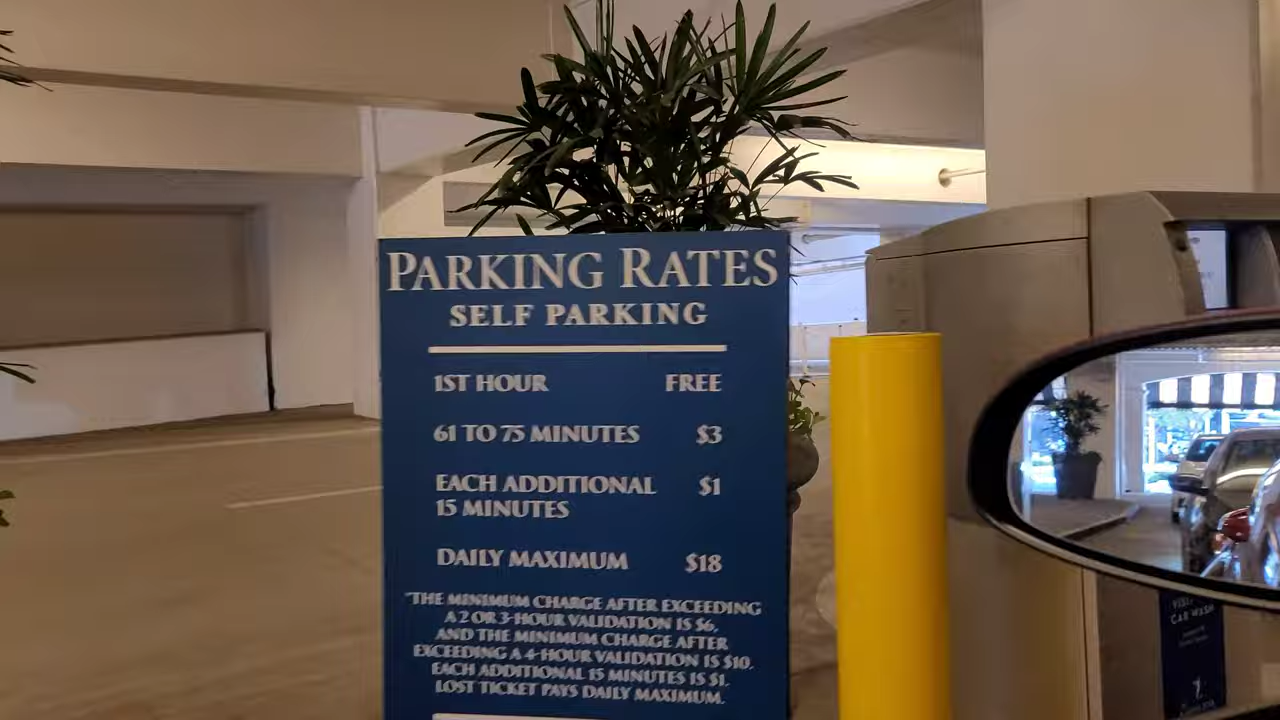 PARKING RATES
SELF PARKING
1ST HOUR FREE
61 TO 75 MINUTES $3
EACH ADDITIONAL $1
15 MINUTES
DAILY MAXIMUM $18
*THE MINIMUM CHARGE AFTER EXCEEDING
A 2 OR 3-HOUR VALIDATION IS $6,
AND THE MINIMUM CHARGE AFTER
EXCEEDING A 4-HOUR VALIDATION IS $10.
EACH ADDITIONAL 15 MINUTES IS $1.
LOST TICKET PAYS DAILY MAXIMUM.
VISIT
CAR WASH